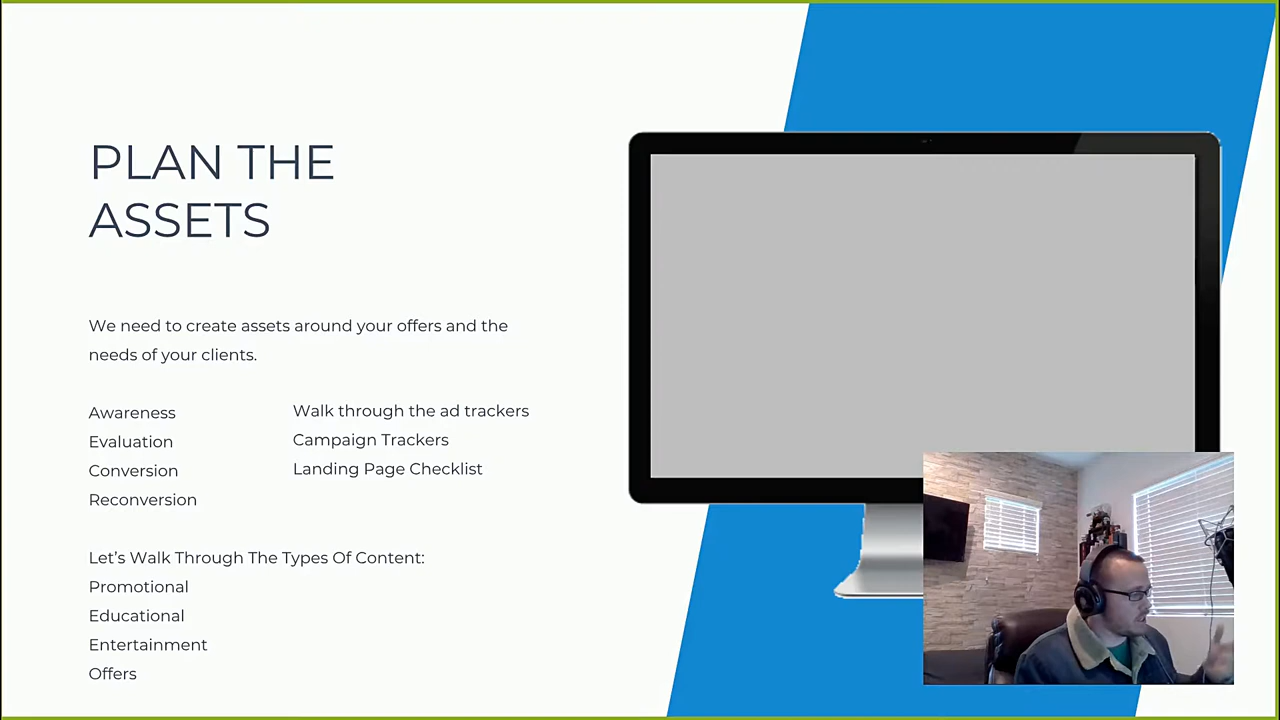 PLAN THE
ASSETS
We need to create assets around your offers and the
needs of your clients.
Awareness
Evaluation
Conversion
Reconversion
Walk through the ad trackers
Campaign Trackers
Landing Page Checklist
Let’s Walk Through The Types Of Content:
Promotional
Educational
Entertainment
Offers